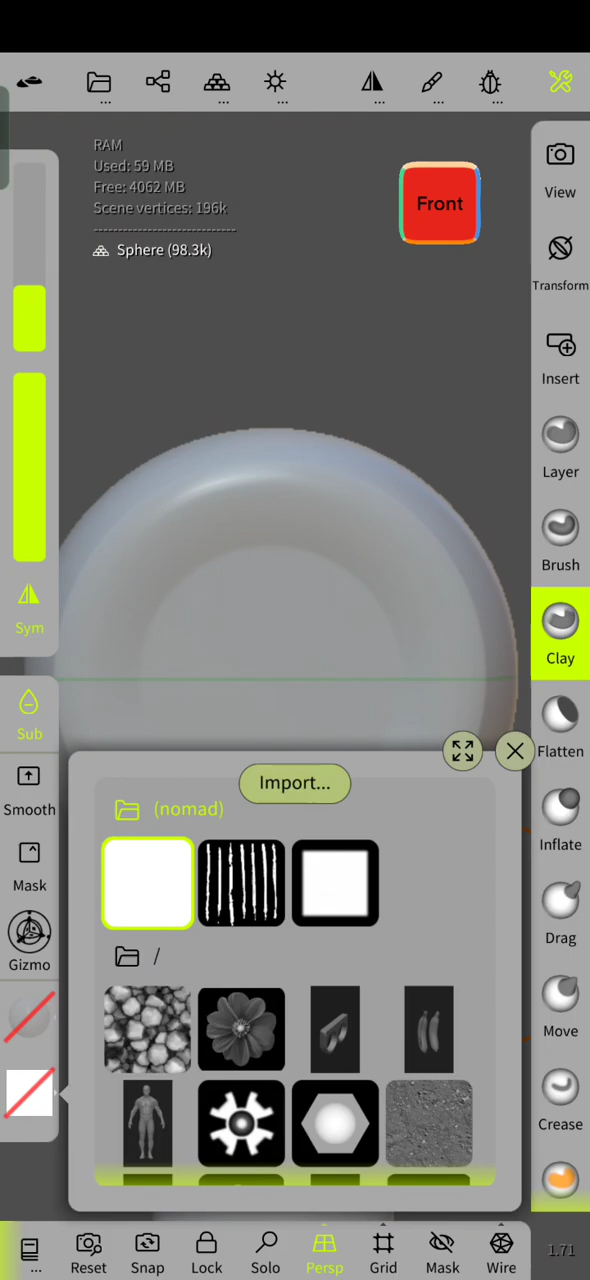 RAM
Used: 59 MB
Free: 4062 MB
Scene vertices: 196k
Sphere (98.3k)
Front
View
Transform
Insert
Layer
Brush
Clay
Flatten
Inflate
Drag
Move
Crease
Sym
Sub
Smooth
Mask
Gizmo
Import...
(nomad)
/
...
Reset
Snap
Lock
Solo
Persp
Grid
Mask
Wire
1.71